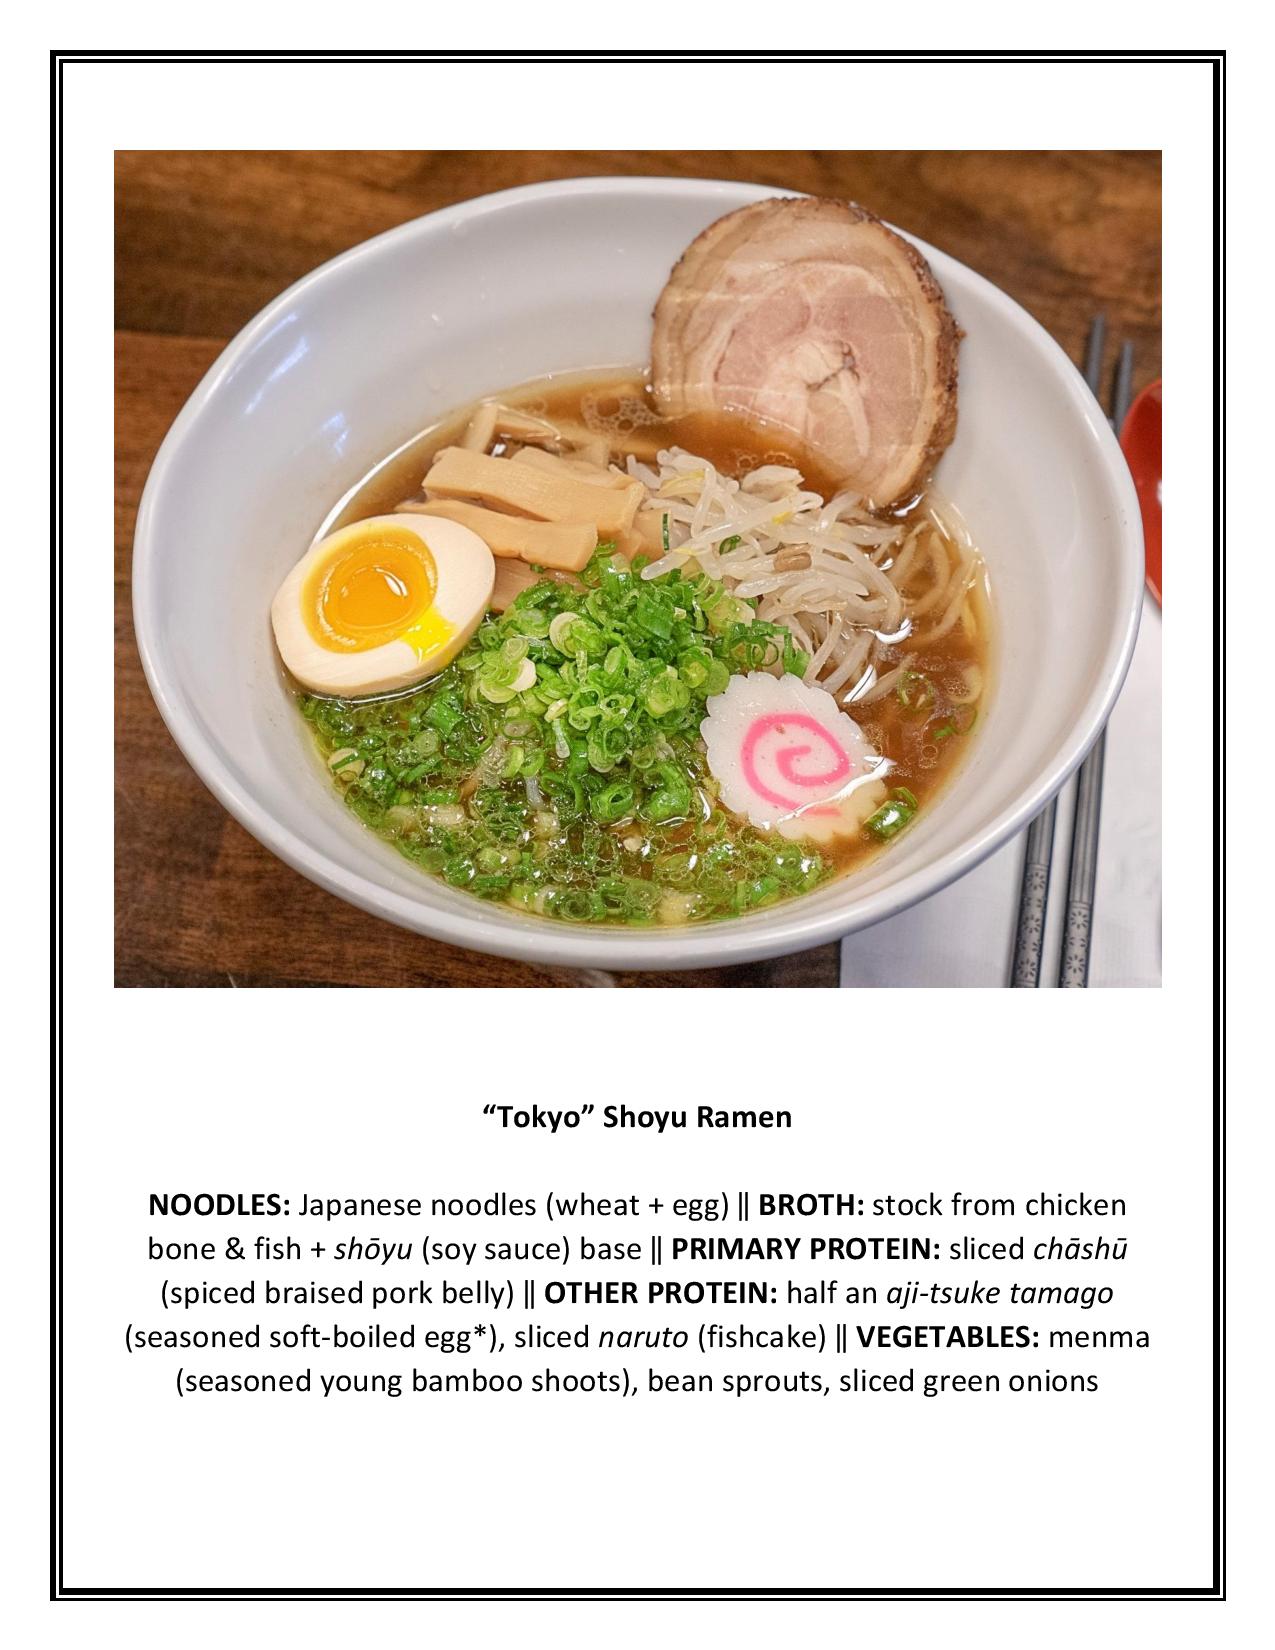 “Tokyo” Shoyu Ramen
NOODLES: Japanese noodles (wheat + egg) ‖ BROTH: stock from chicken
bone & fish + shōyu (soy sauce) base ‖ PRIMARY PROTEIN: sliced chāshū
(spiced braised pork belly) ‖ OTHER PROTEIN: half an aji-tsuke tamago
(seasoned soft-boiled egg*), sliced naruto (fishcake) ‖ VEGETABLES: menma
(seasoned young bamboo shoots), bean sprouts, sliced green onions